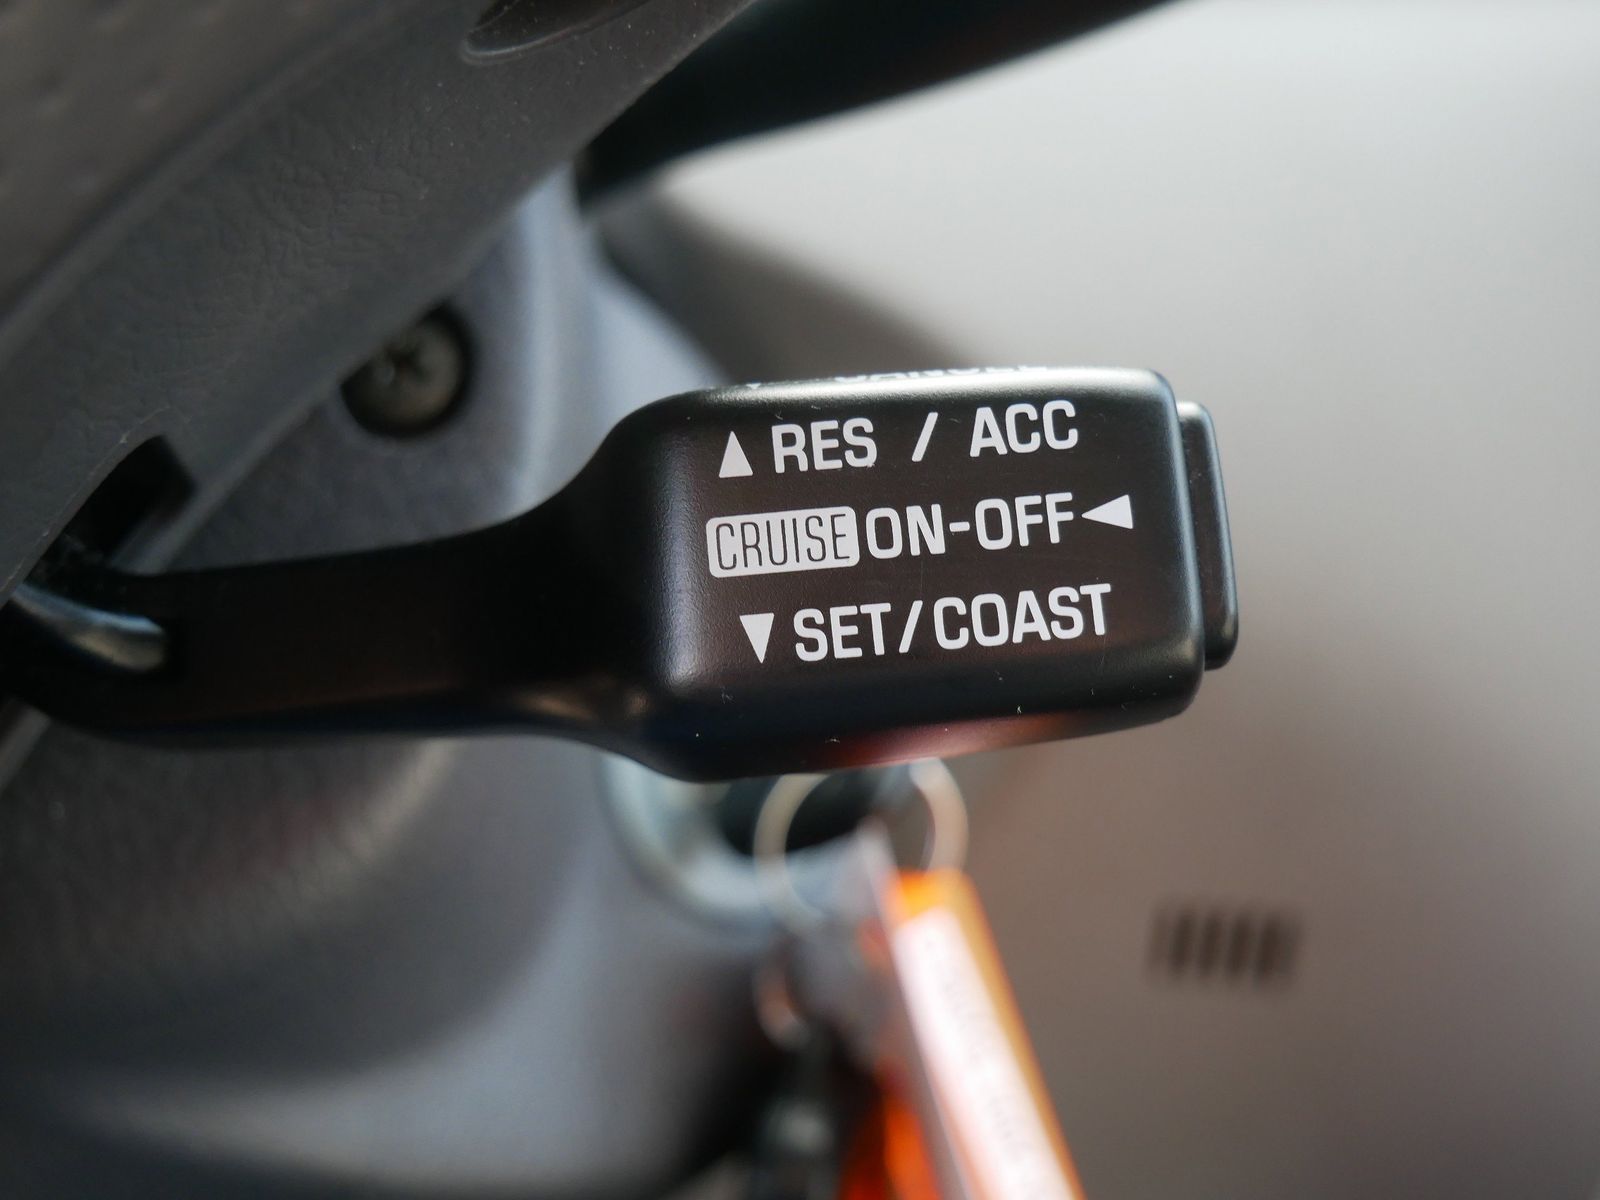 ▲ RES / ACC
CRUISE ON-OFF ◀
▼ SET/COAST